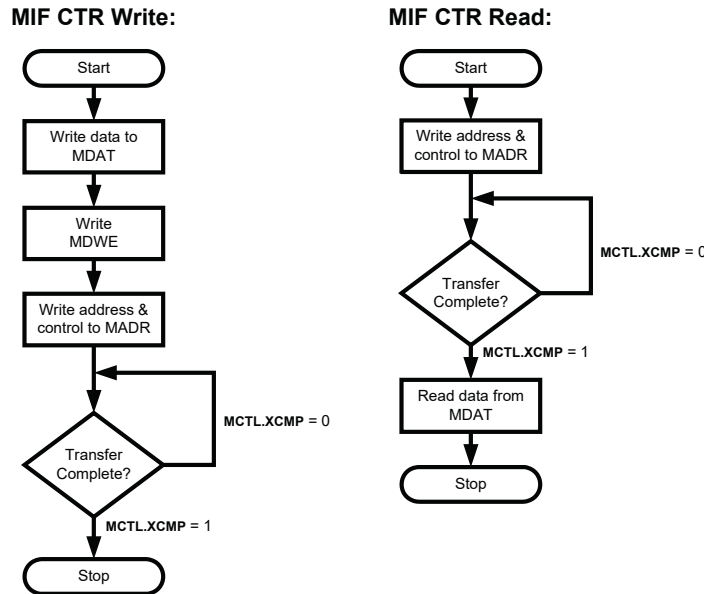 MIF CTR Write:
Start
Write data to
MDAT
Write
MDWE
Write address &
control to MADR
MCTL.XCMP = 0
Transfer
Complete?
MCTL.XCMP = 1
Stop
MIF CTR Read:
Start
Write address &
control to MADR
MCTL.XCMP = 0
Transfer
Complete?
MCTL.XCMP = 1
Read data from
MDAT
Stop